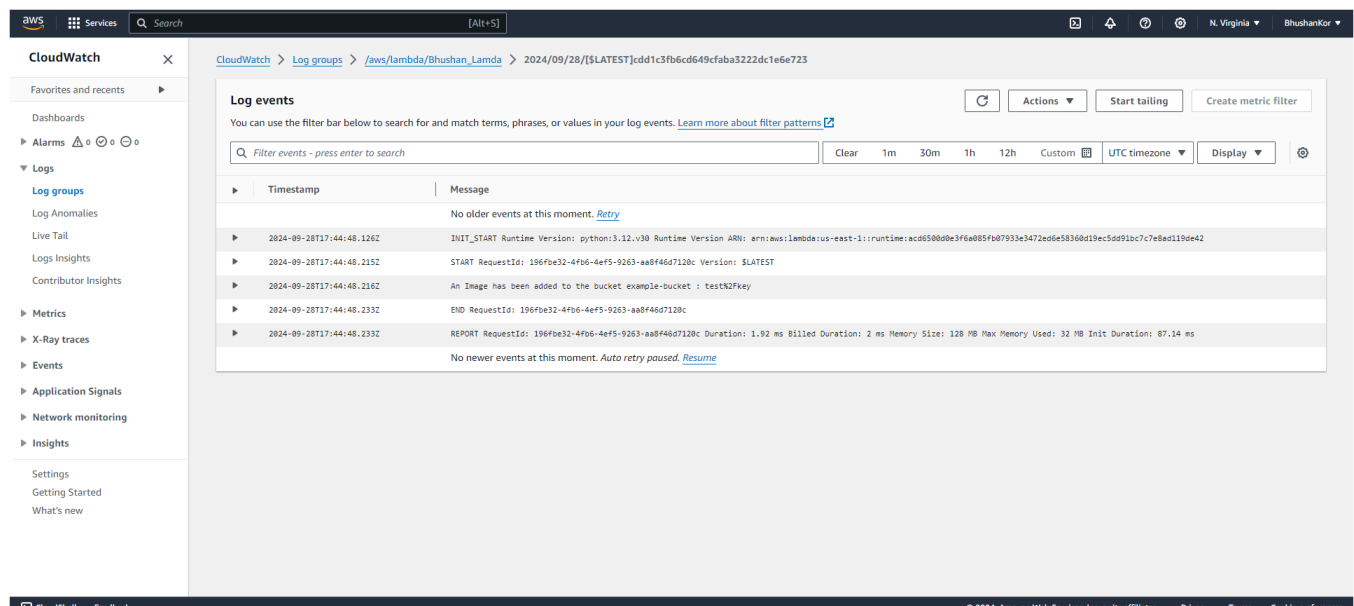 aws Services Search [Alt+S] N. Virginia BhushanKor
CloudWatch
Favorites and recents
Dashboards
Alarms 0 0 0
Logs
Log groups
Log Anomalies
Live Tail
Logs Insights
Contributor Insights
Metrics
X-Ray traces
Events
Application Signals
Network monitoring
Insights
Settings
Getting Started
What's new
CloudWatch > Log groups > /aws/lambda/Bhushan_Lamda > 2024/09/28/[$LATEST]cdd1c3fb6cd649cfaba3222dc1e6e723
Log events
Actions Start tailing Create metric filter
You can use the filter bar below to search for and match terms, phrases, or values in your log events. Learn more about filter patterns
Filter events - press enter to search Clear 1m 30m 1h 12h Custom UTC timezone Display
Timestamp Message
No older events at this moment. Retry
2024-09-28T17:44:48.126Z INIT_START Runtime Version: python:3.12.v30 Runtime Version ARN: arn:aws:lambda:us-east-1::runtime:acd6500d0e3f6a085fb07933e3472ed6e58360d19ec5dd91bc7c7e8ad119de42
2024-09-28T17:44:48.215Z START RequestId: 196fbe32-4fb6-4ef5-9263-aa8f46d7120c Version: $LATEST
2024-09-28T17:44:48.216Z An Image has been added to the bucket example-bucket : test%2Fkey
2024-09-28T17:44:48.233Z END RequestId: 196fbe32-4fb6-4ef5-9263-aa8f46d7120c
2024-09-28T17:44:48.233Z REPORT RequestId: 196fbe32-4fb6-4ef5-9263-aa8f46d7120c Duration: 1.92 ms Billed Duration: 2 ms Memory Size: 128 MB Max Memory Used: 32 MB Init Duration: 87.14 ms
No newer events at this moment. Auto retry paused. Resume